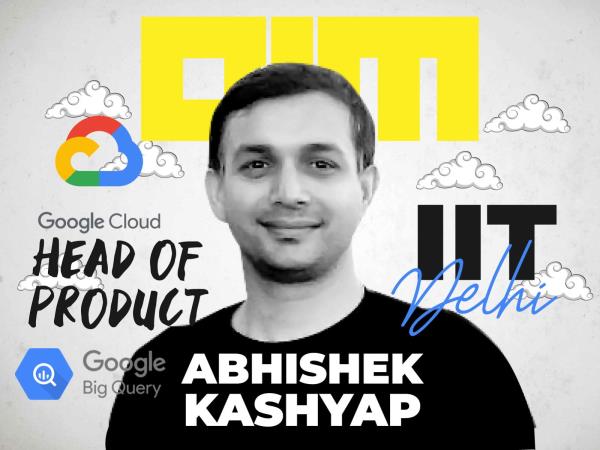 AIM
Google Cloud
HEAD OF
PRODUCT
IIT
Delhi
Google
Big Query
ABHISHEK
KASHYAP